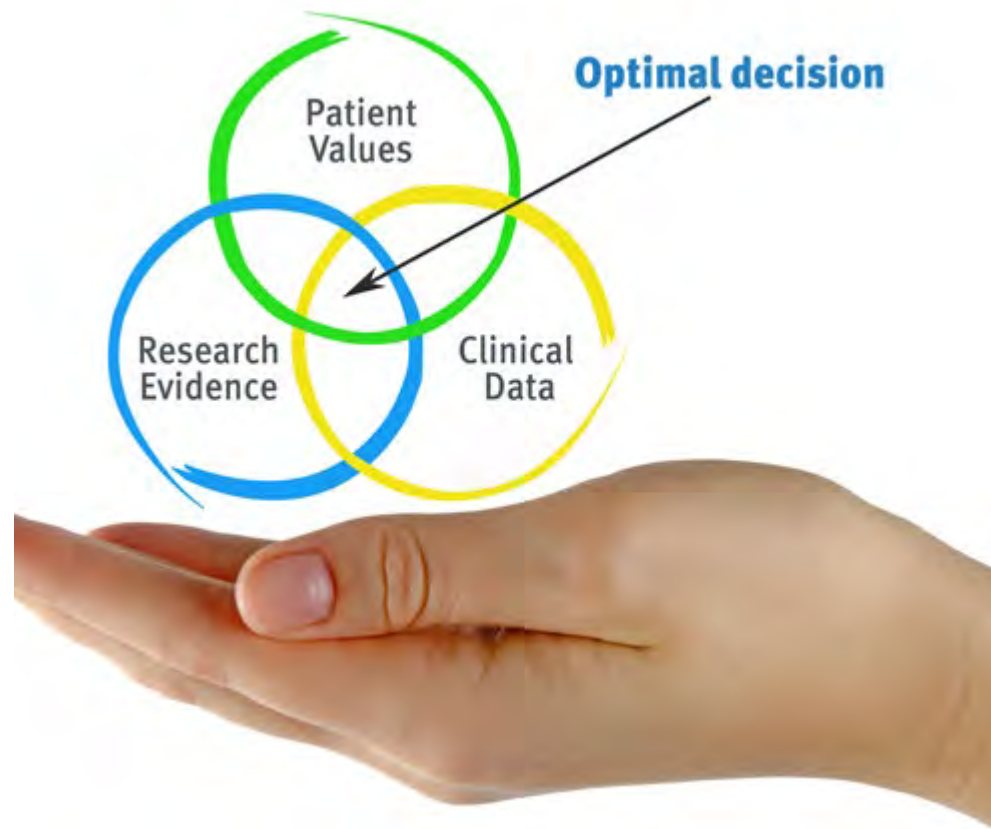 Optimal decision
Patient
Values
Research
Evidence
Clinical
Data